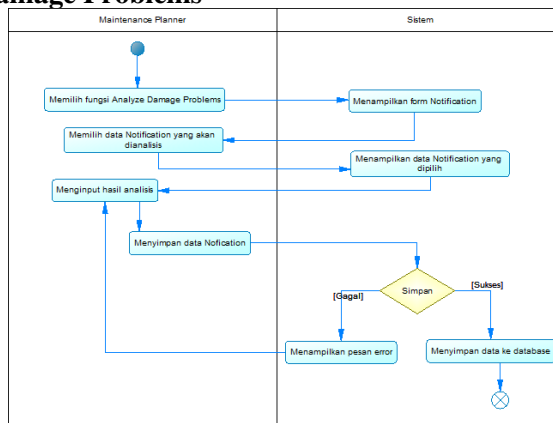 amage Problems
Maintenance Planner
Sistem
Memilih fungsi Analyze Damage Problems
Menampilkan form Notification
Memilih data Notification yang akan
dianalisis
Menampilkan data Notification yang
dipilih
Menginput hasil analisis
Menyimpan data Nofication
Simpan
[Gagal]
[Sukses]
Menampilkan pesan error
Menyimpan data ke database